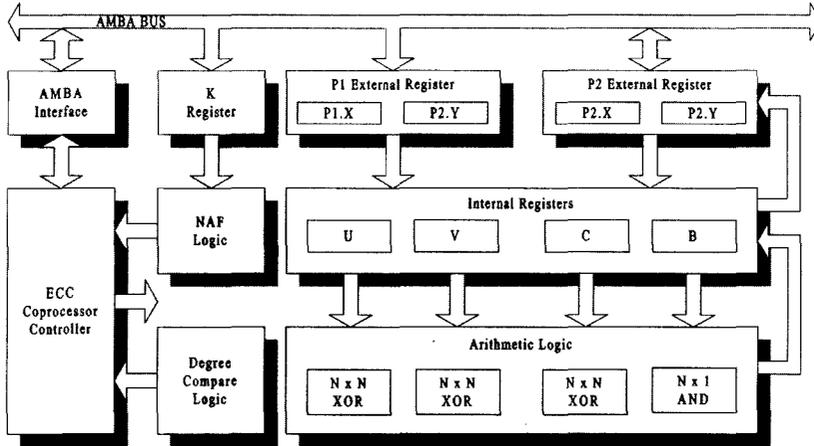 AMBA BUS
AMBA
Interface
K
Register
P1 External Register
P1.X
P2.Y
P2 External Register
P2.X
P2.Y
ECC
Coprocessor
Controller
NAF
Logic
Internal Registers
U
V
C
B
Degree
Compare
Logic
Arithmetic Logic
N x N
XOR
N x N
XOR
N x N
XOR
N x 1
AND